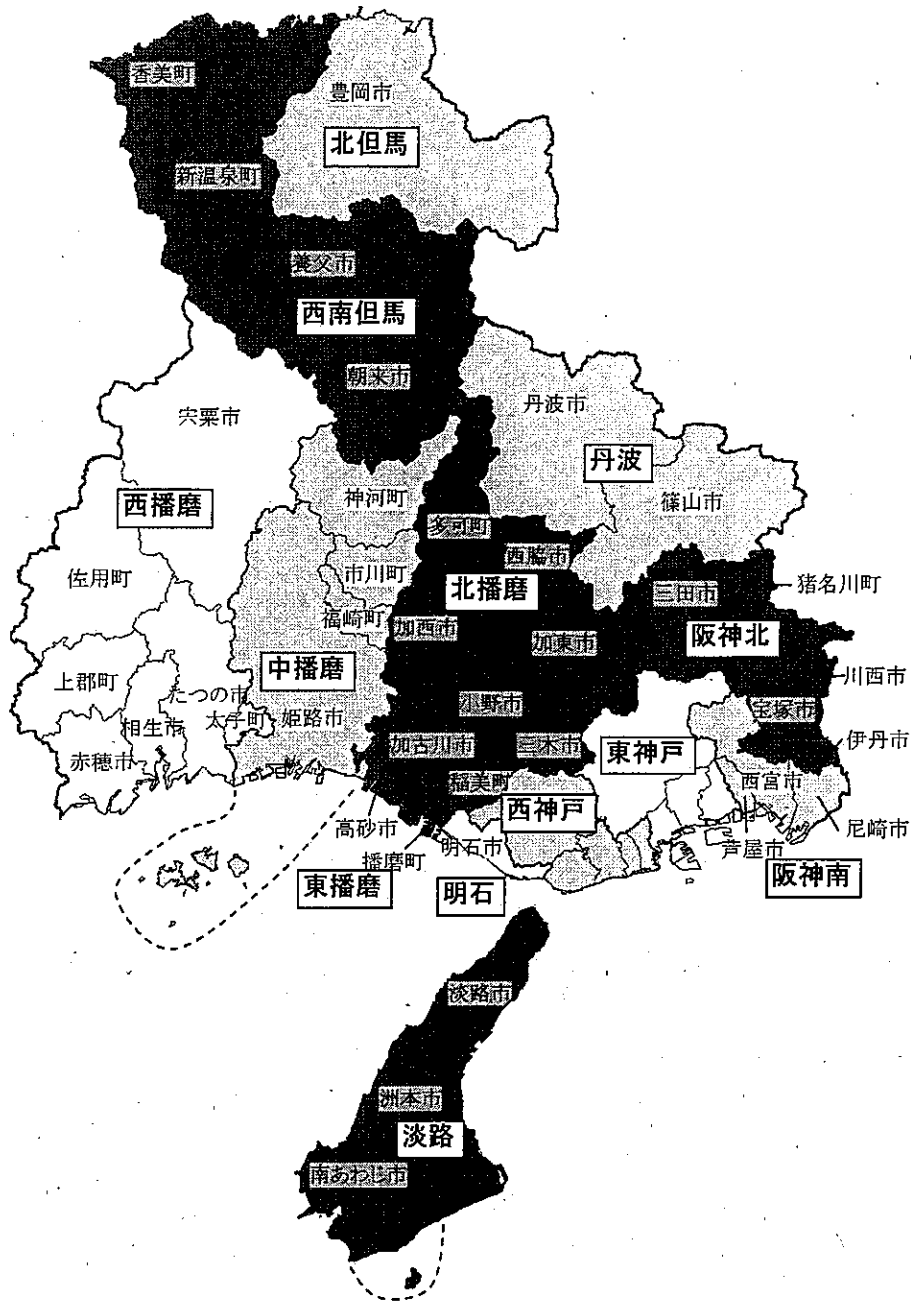 香美町
豊岡市
北但馬
新温泉町
養父市
西南但馬
朝来市
丹波市
宍粟市
丹波
神河町
篠山市
西播磨
多可町
西脇市
佐用町
市川町
三田市
猪名川町
北播磨
福崎町
加西市
加東市
阪神北
中播磨
上郡町
川西市
たつの市
小野市
宝塚市
太子町
姫路市
相生市
伊丹市
加古川市
三木市
東神戸
赤穂市
稲美町
西宮市
西神戸
高砂市
明石市
尼崎市
芦屋市
播磨町
東播磨
明石
阪神南
淡路市
洲本市
淡路
南あわじ市